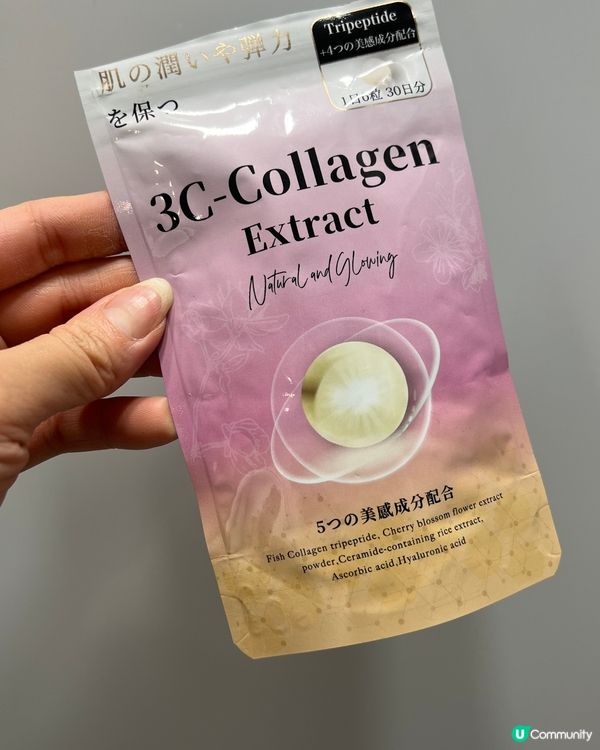 肌の潤いや弾力
を保つ
Tripeptide
+4つの美感成分配合
1日6粒 30日分
3C-Collagen
Extract
Natural and Glowing
5つの美感成分配合
Fish Collagen tripeptide, Cherry blossom flower extract
powder,Ceramide-containing rice extract,
Ascorbic acid,Hyaluronic acid
U Community